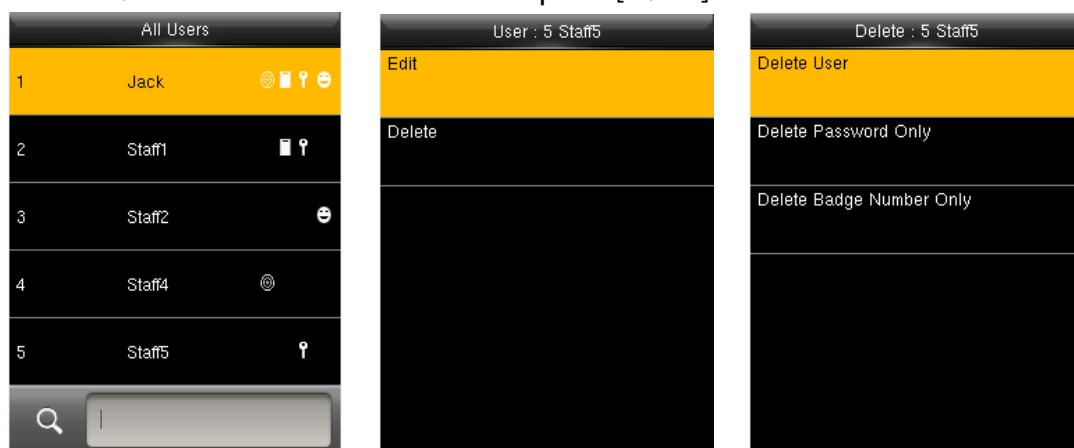 All Users
1 Jack
2 Staff1
3 Staff2
4 Staff4
5 Staff5
User : 5 Staff5
Edit
Delete
Delete : 5 Staff5
Delete User
Delete Password Only
Delete Badge Number Only